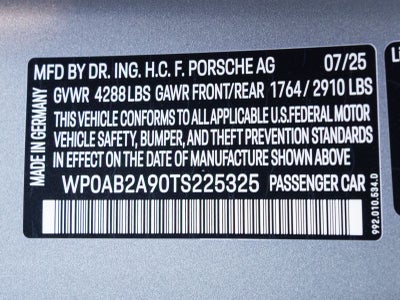 MFD BY DR. ING. H.C. F. PORSCHE AG 07/25
GVWR 4288LBS GAWR FRONT/REAR 1764/2910 LBS
THIS VEHICLE CONFORMS TO ALL APPLICABLE U.S.FEDERAL MOTOR
VEHICLE SAFETY, BUMPER, AND THEFT PREVENTION STANDARDS
IN EFFECT ON THE DATE OF MANUFACTURE SHOWN ABOVE.
WP0AB2A90TS225325 PASSENGER CAR
MADE IN GERMANY
992.010.534.D